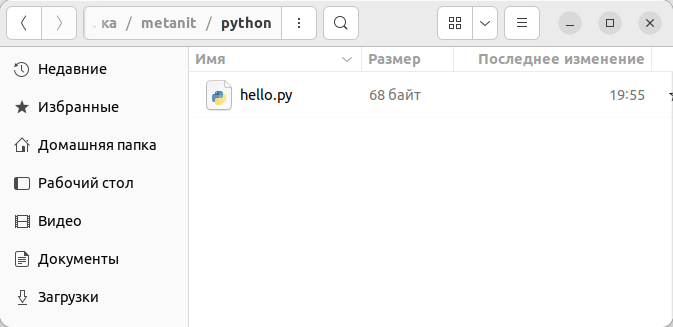 ка / metanit / python
Имя Размер Последнее изменение
Недавние
hello.py 68 байт 19:55
Избранные
Домашняя папка
Рабочий стол
Видео
Документы
Загрузки